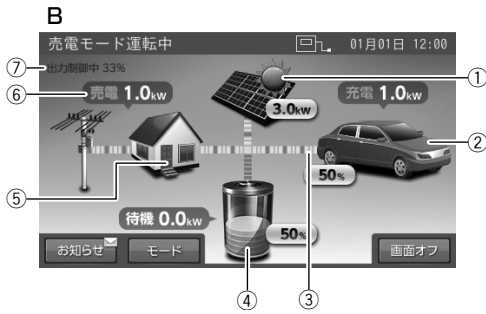 B
売電モード運転中 01月01日 12:00
⑦ 出力制御中 33%
①
⑥ 売電 1.0kW
3.0kW
充電 1.0kW
②
50%
⑤
待機 0.0kW
50%
お知らせ モード 画面オフ
④ ③